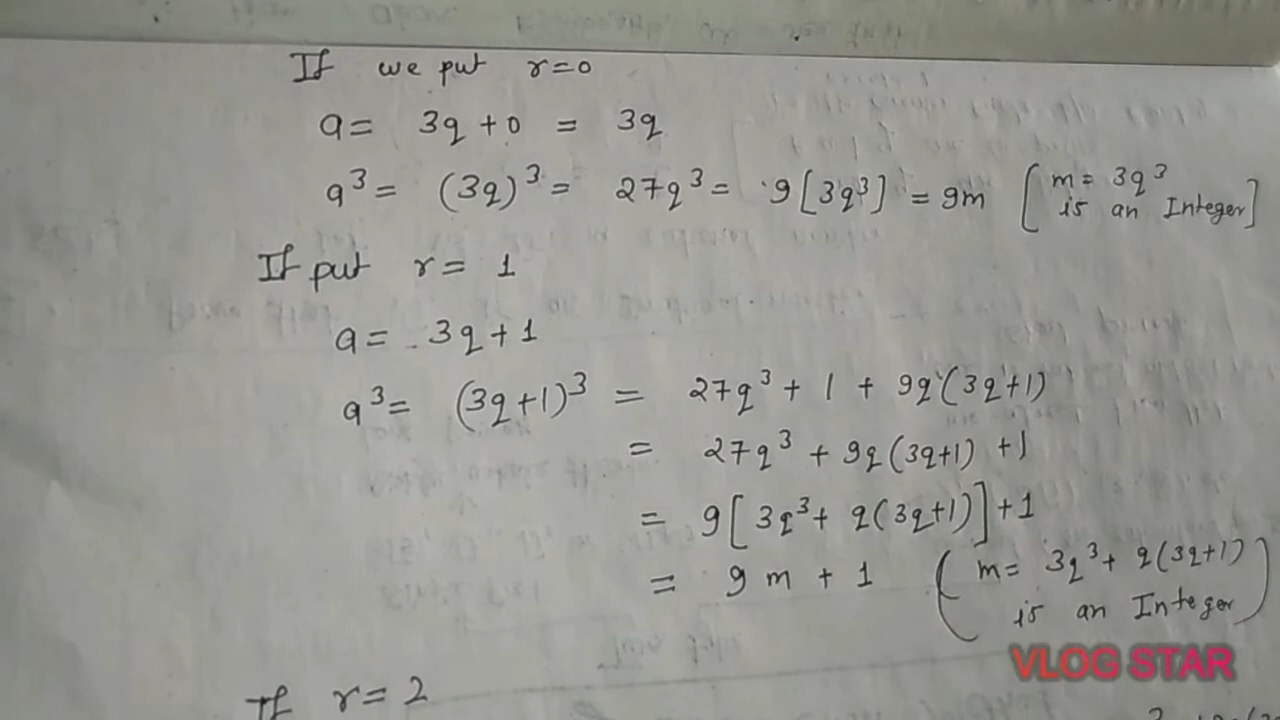 If we put r=0
a= 3q+0 = 3q
a³= (3q)³= 27q³= 9[3q³] = 9m [m= 3q³
is an Integer]
If put r= 1
a= 3q+1
a³= (3q+1)³ = 27q³ + 1 + 9q(3q+1)
= 27q³ + 9q(3q+1) +1
= 9[3q³+ q(3q+1)]+1
= 9m + 1 (m= 3q³+ q(3q+1)
is an Integer)
VLOG STAR
If r=2